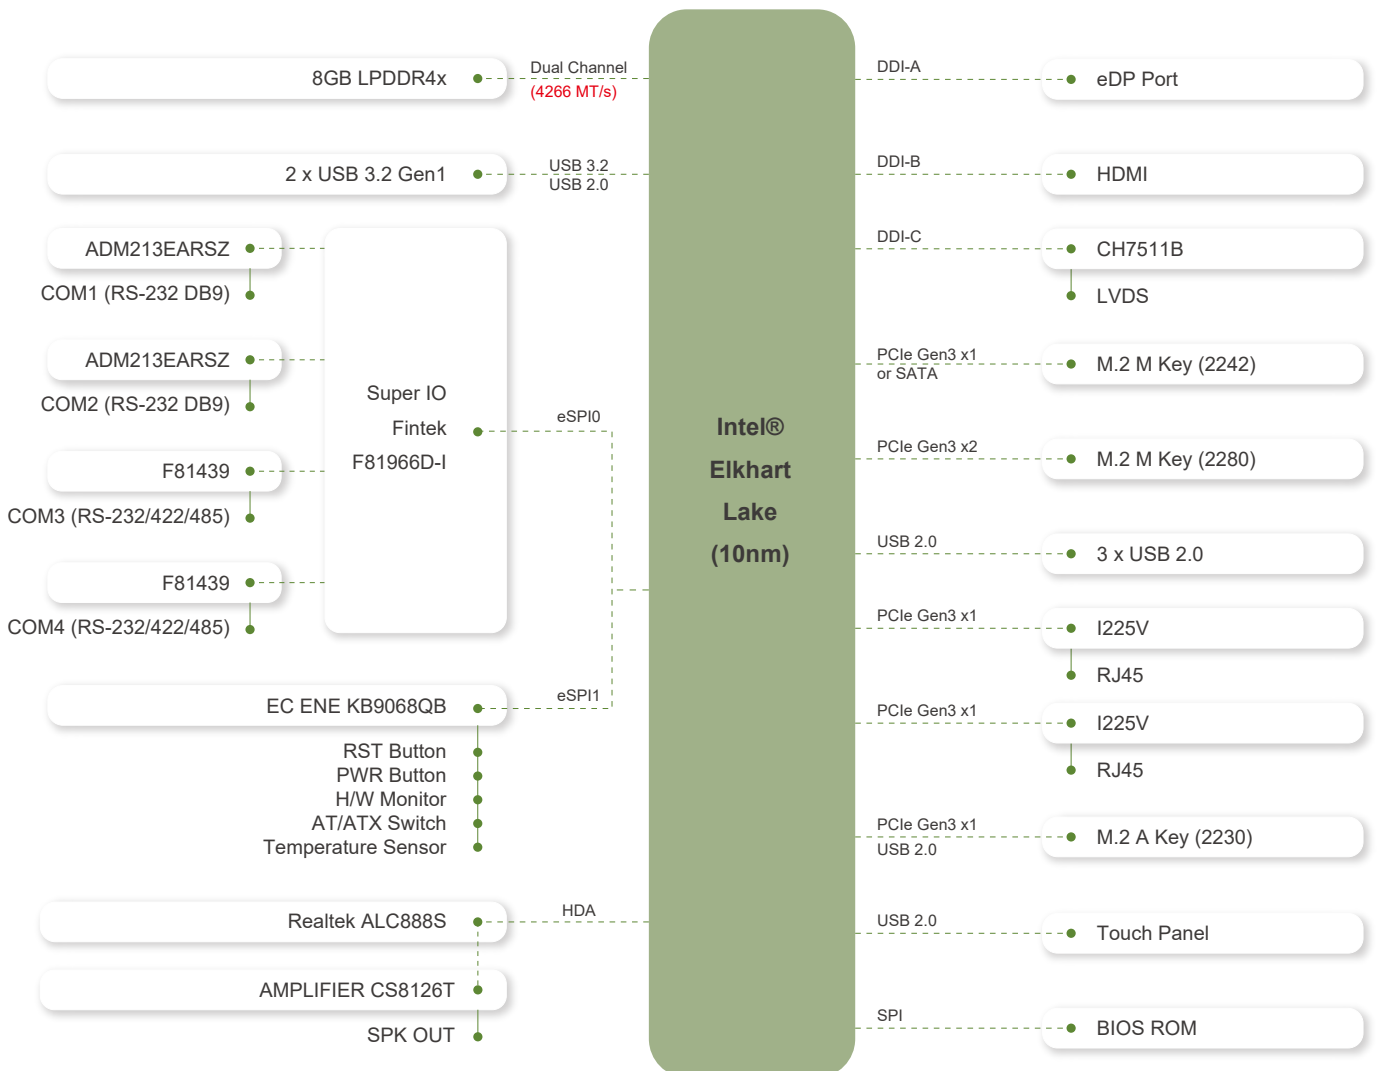 8GB LPDDR4x
Dual Channel
(4266 MT/s)
2 x USB 3.2 Gen1
USB 3.2
USB 2.0
ADM213EARSZ
COM1 (RS-232 DB9)
ADM213EARSZ
COM2 (RS-232 DB9)
F81439
COM3 (RS-232/422/485)
F81439
COM4 (RS-232/422/485)
Super IO
Fintek
F81966D-I
eSPI0
EC ENE KB9068QB
eSPI1
RST Button
PWR Button
H/W Monitor
AT/ATX Switch
Temperature Sensor
Realtek ALC888S
HDA
AMPLIFIER CS8126T
SPK OUT
Intel®
Elkhart
Lake
(10nm)
DDI-A
eDP Port
DDI-B
HDMI
DDI-C
CH7511B
LVDS
PCIe Gen3 x1
or SATA
M.2 M Key (2242)
PCIe Gen3 x2
M.2 M Key (2280)
USB 2.0
3 x USB 2.0
PCIe Gen3 x1
I225V
RJ45
PCIe Gen3 x1
I225V
RJ45
PCIe Gen3 x1
USB 2.0
M.2 A Key (2230)
USB 2.0
Touch Panel
SPI
BIOS ROM